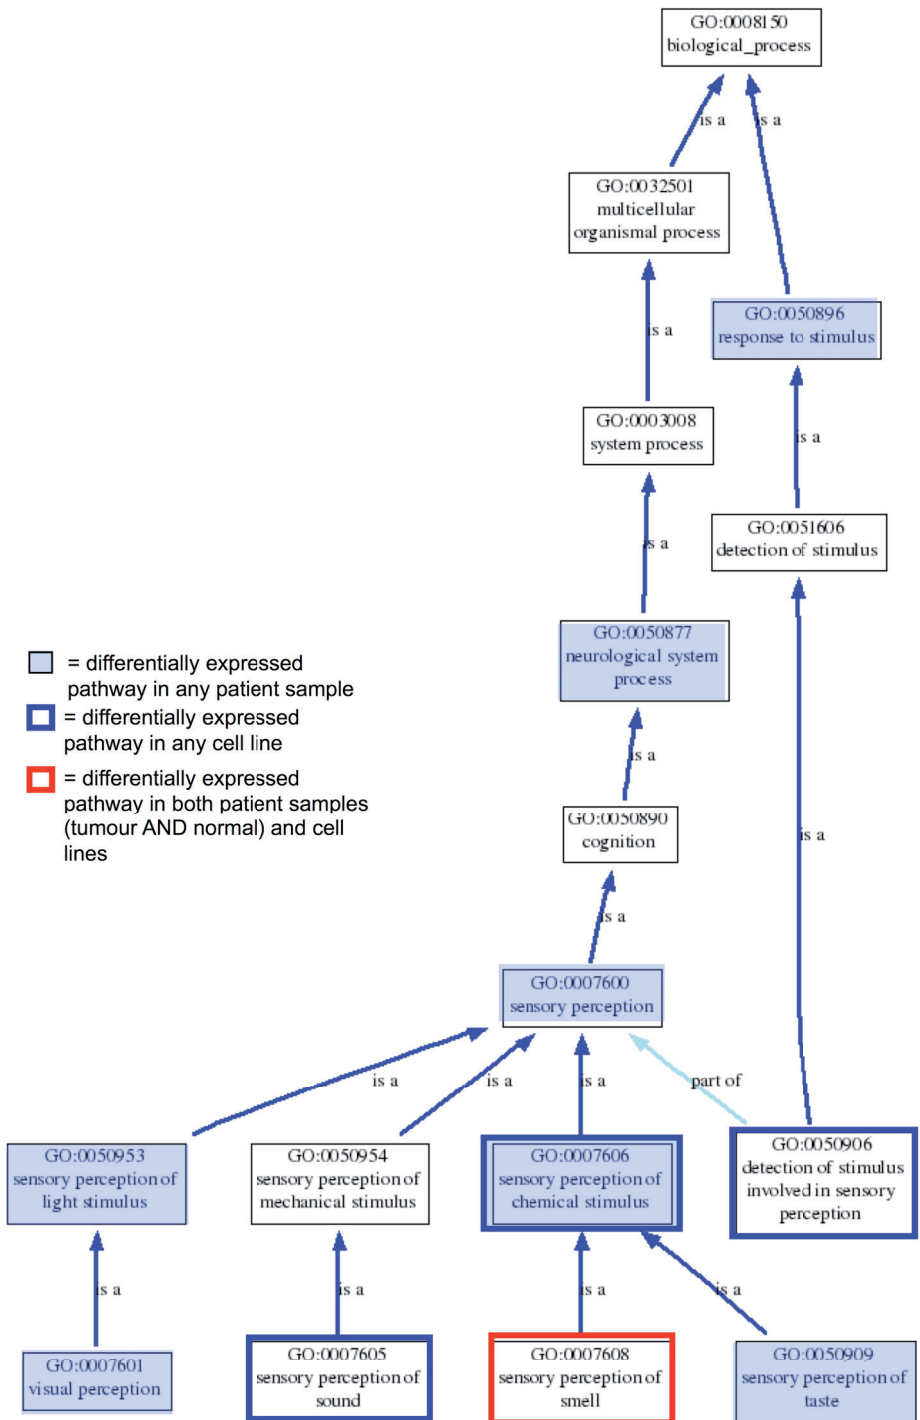 GO:0008150
biological_process
is a
is a
GO:0032501
multicellular
organismal process
GO:0050896
response to stimulus
is a
GO:0003008
system process
is a
GO:0051606
detection of stimulus
is a
GO:0050877
neurological system
process
= differentially expressed
pathway in any patient sample
= differentially expressed
pathway in any cell line
= differentially expressed
pathway in both patient samples
(tumour AND normal) and cell
lines
is a
GO:0050890
cognition
is a
is a
GO:0007600
sensory perception
is a
is a
is a
part of
GO:0050953
sensory perception of
light stimulus
GO:0050954
sensory perception of
mechanical stimulus
GO:0007606
sensory perception of
chemical stimulus
GO:0050906
detection of stimulus
involved in sensory
perception
is a
is a
is a
is a
GO:0007601
visual perception
GO:0007605
sensory perception of
sound
GO:0007608
sensory perception of
smell
GO:0050909
sensory perception of
taste